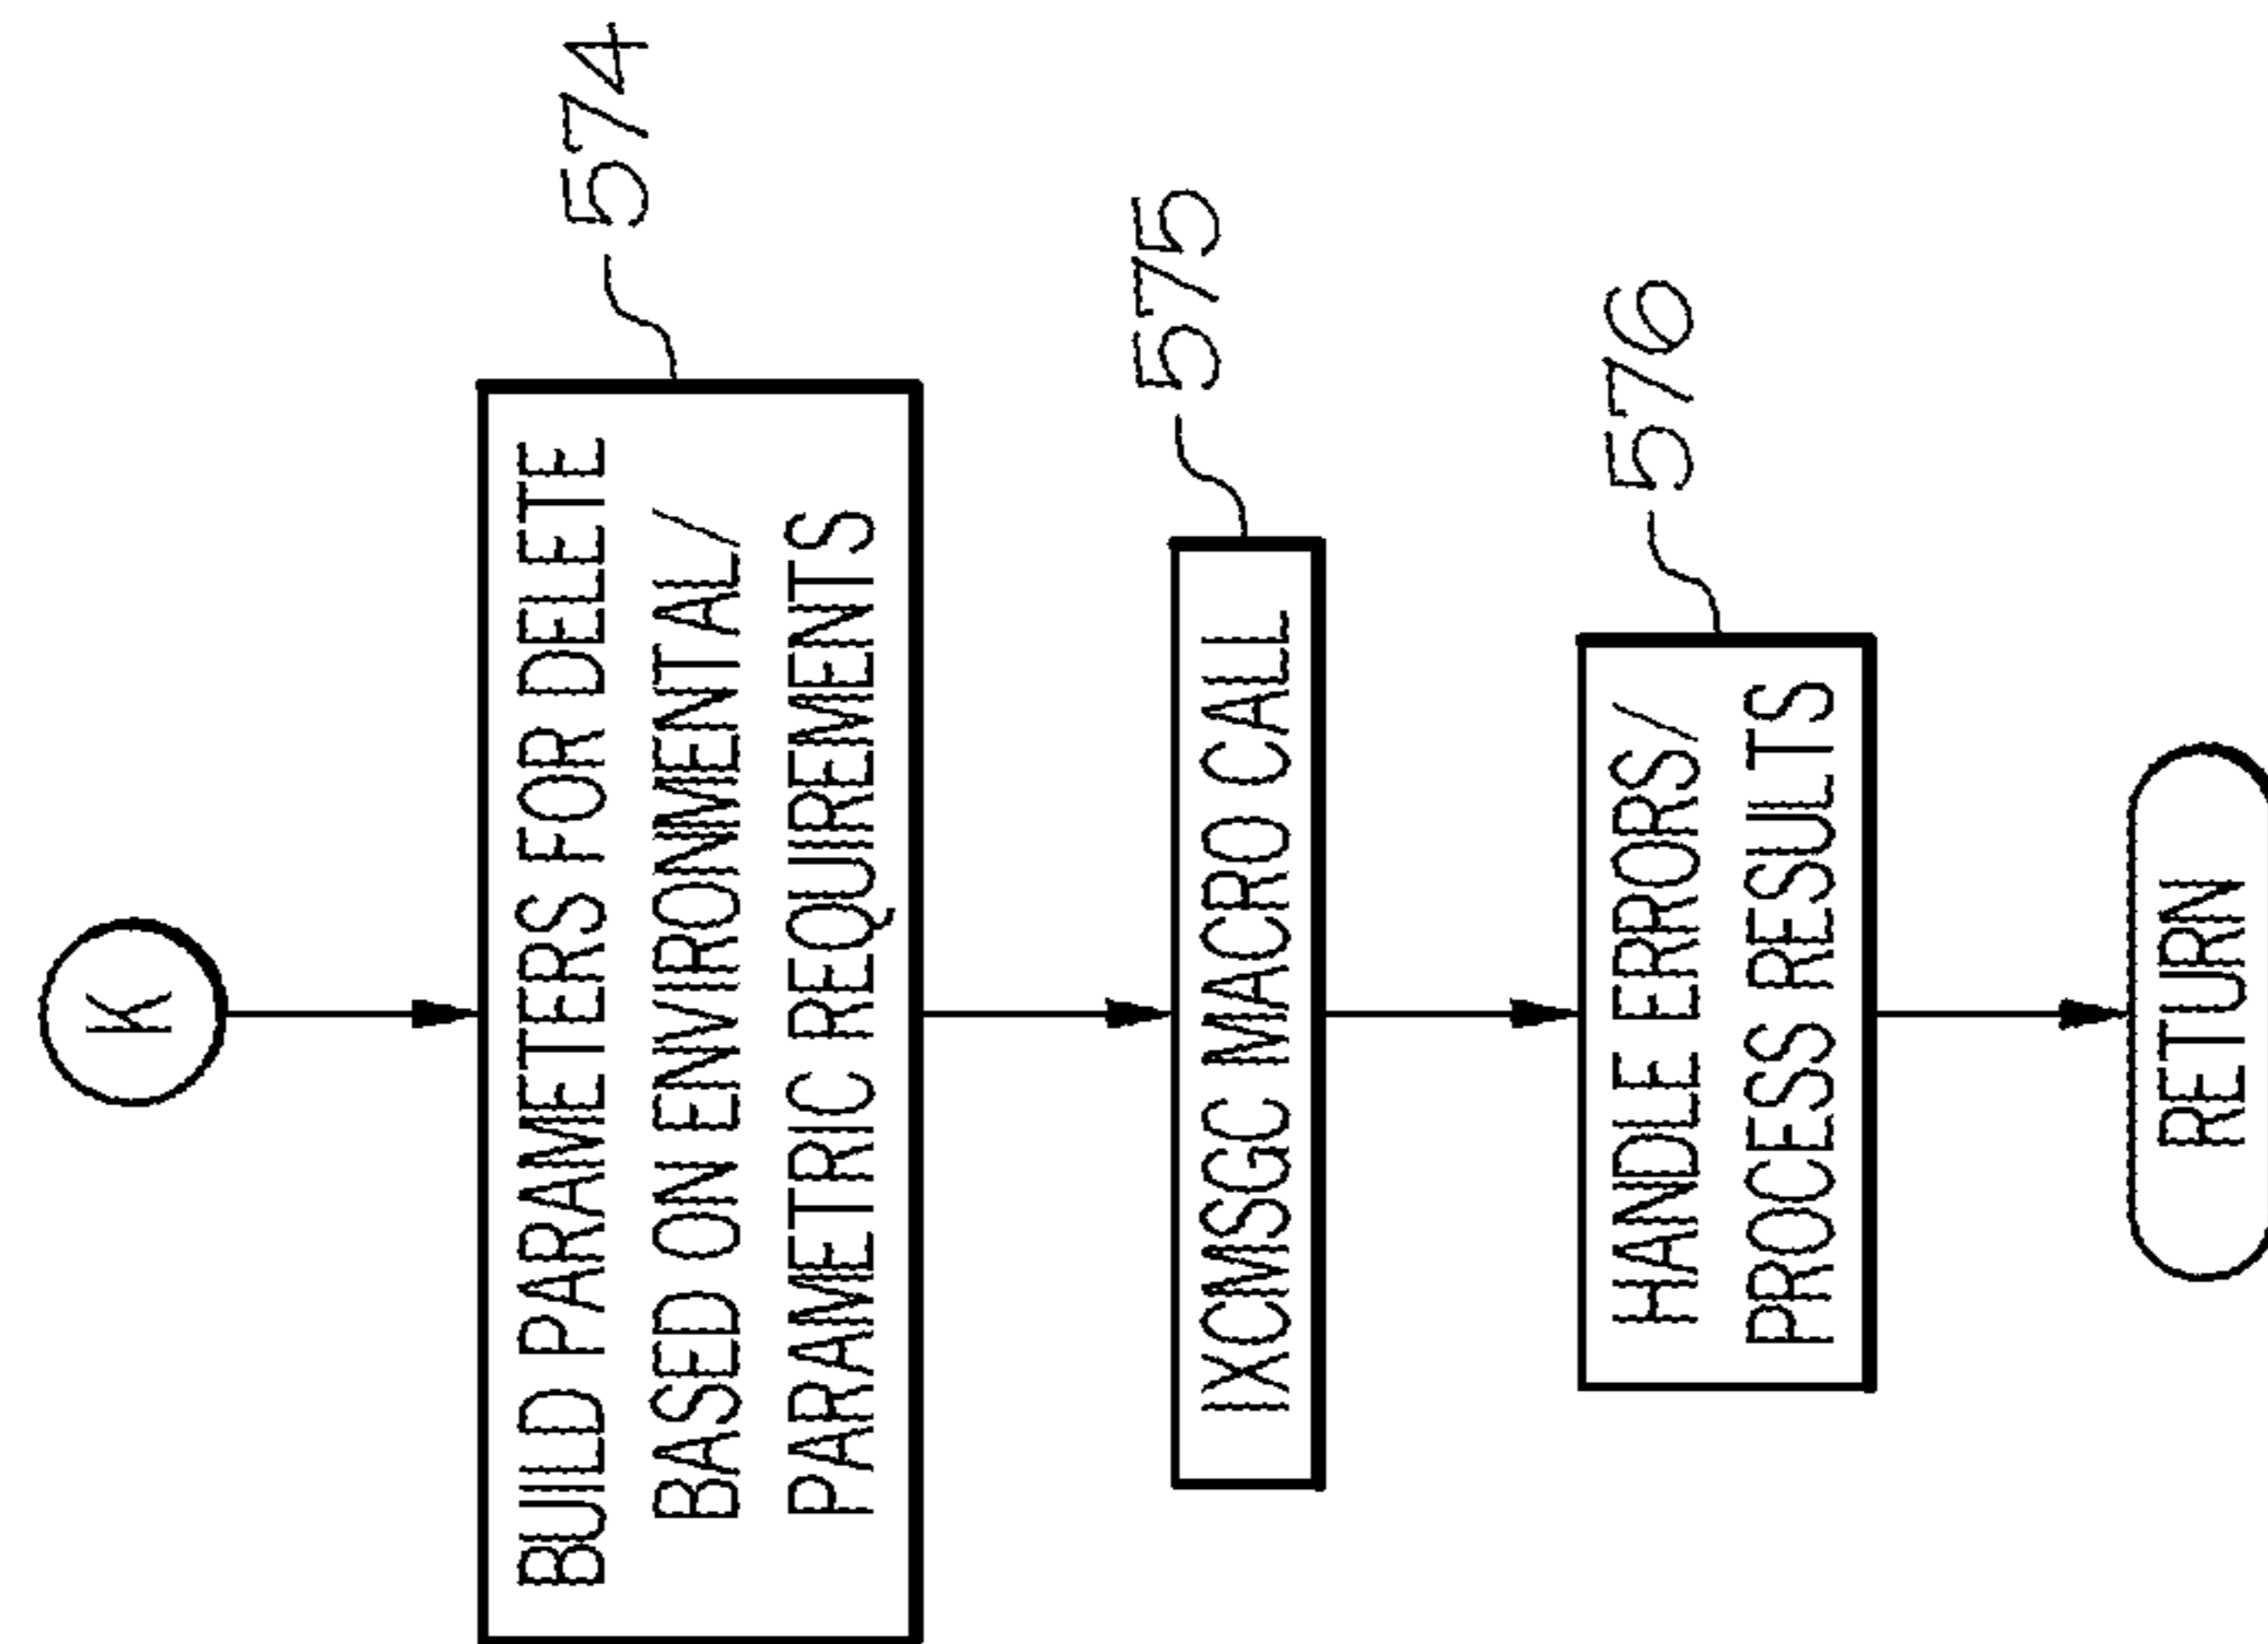 K
574
BUILD PARAMETERS FOR DELETE
BASED ON ENVIRONMENTAL/
PARAMETRIC REQUIREMENTS
575
IXCMSGC MACRO CALL
576
HANDLE ERRORS/
PROCESS RESULTS
RETURN